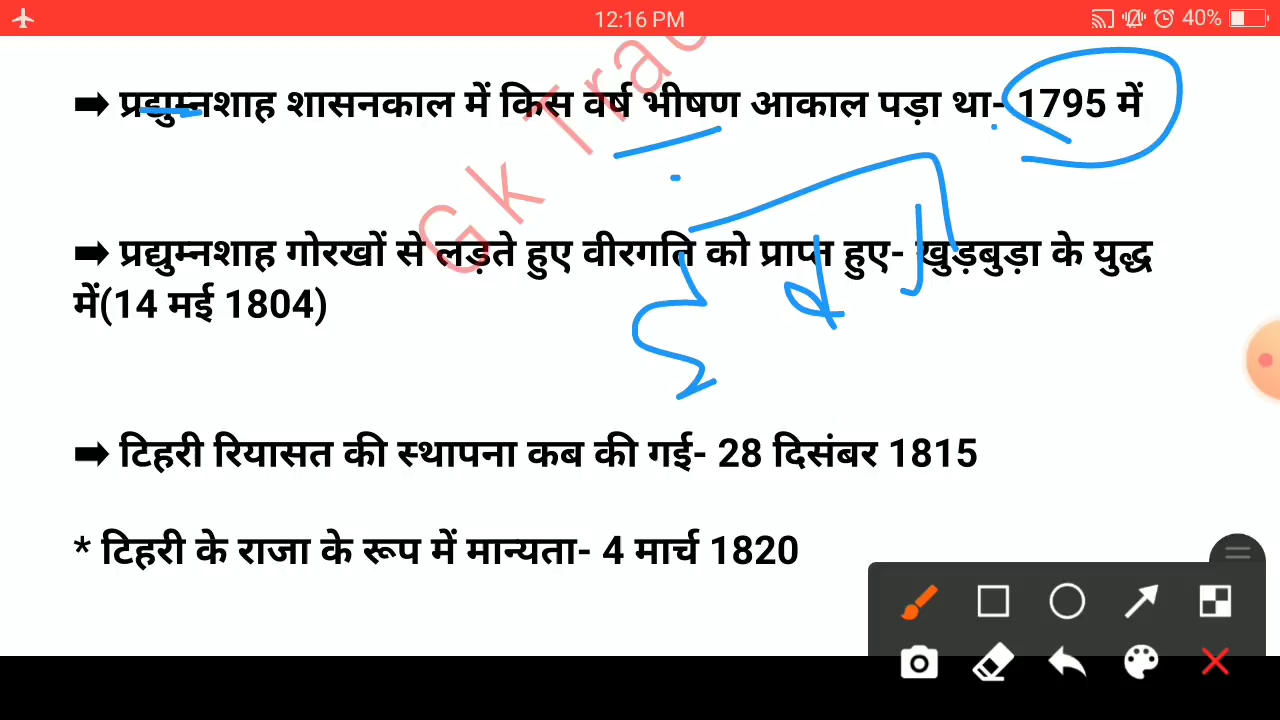 12:16 PM
40%
➡ प्रद्युम्नशाह शासनकाल में किस वर्ष भीषण आकाल पड़ा था- 1795 में
➡ प्रद्युम्नशाह गोरखों से लड़ते हुए वीरगति को प्राप्त हुए- खुड़बुड़ा के युद्ध
में(14 मई 1804)
➡ टिहरी रियासत की स्थापना कब की गई- 28 दिसंबर 1815
* टिहरी के राजा के रूप में मान्यता- 4 मार्च 1820